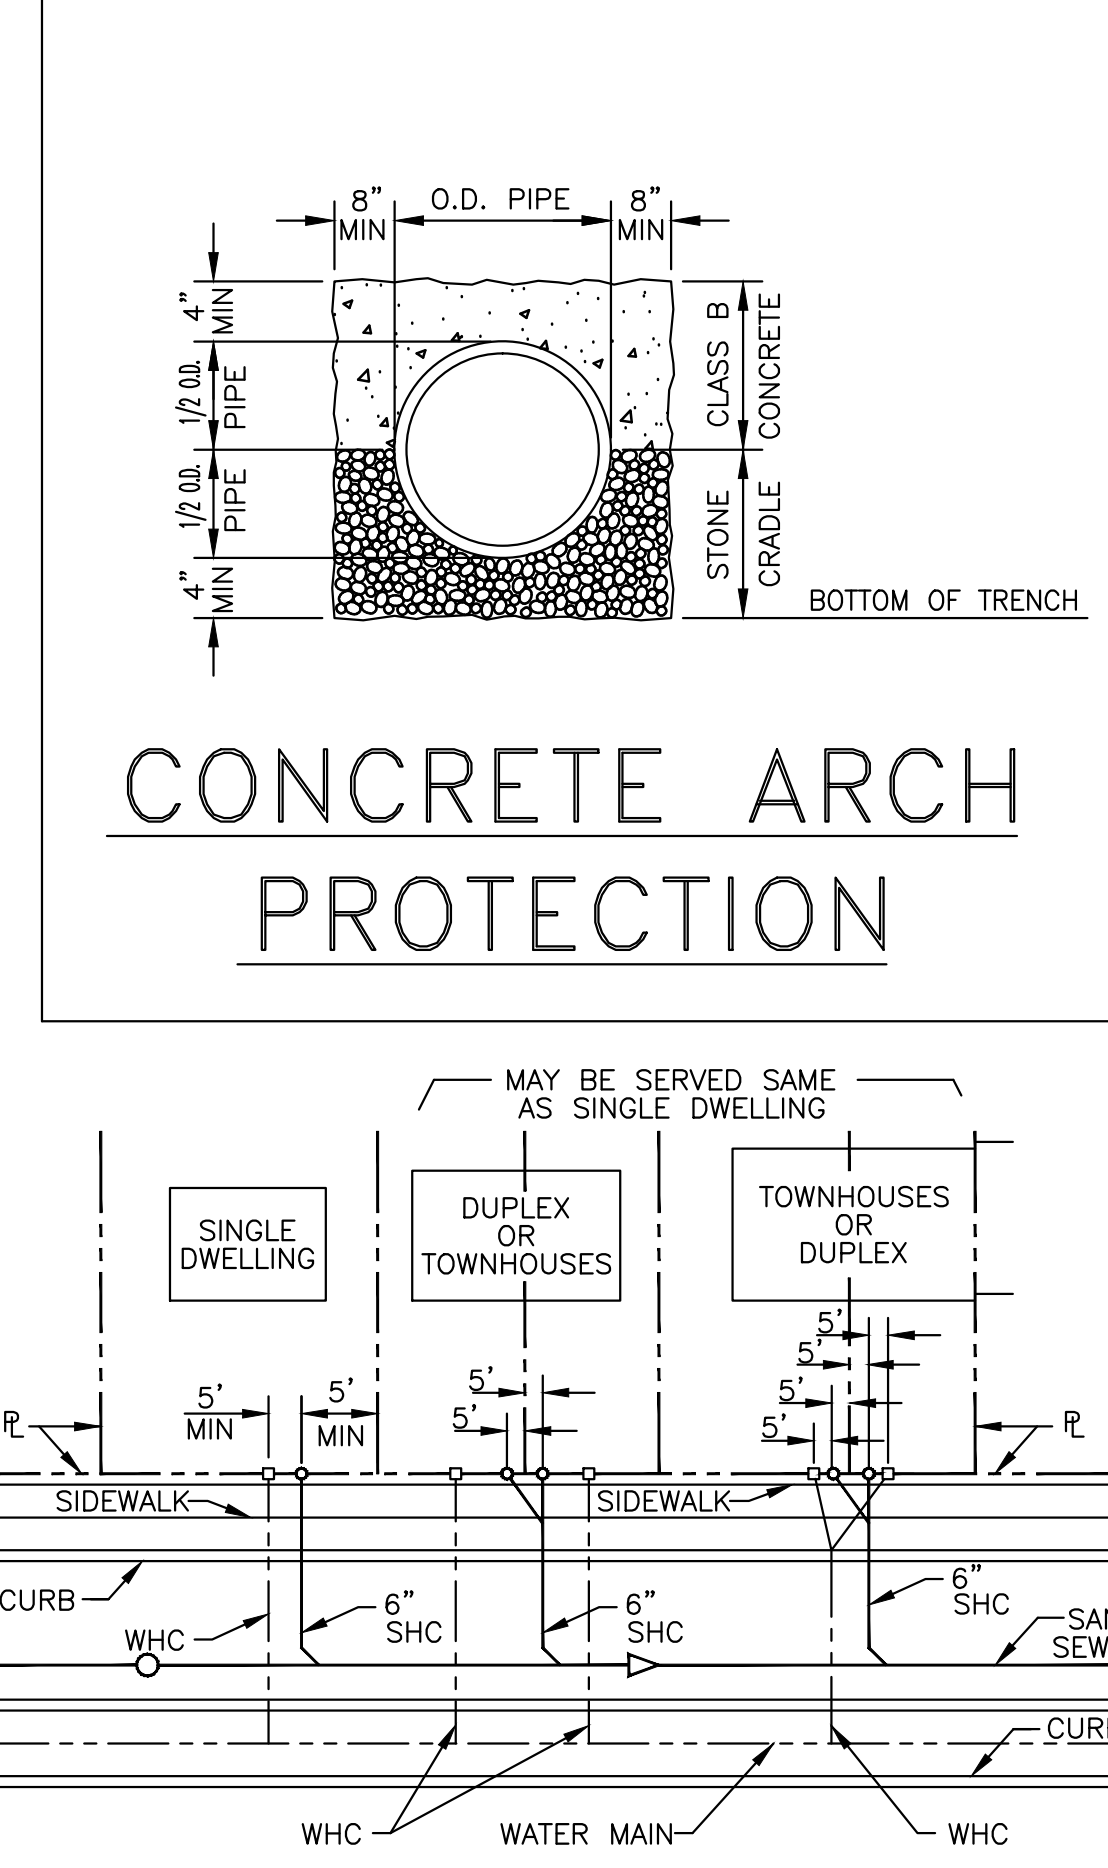 8” O.D. PIPE 8”
MIN MIN
4”
MIN
1/2 O.D.
PIPE
1/2 O.D.
PIPE
4”
MIN
CLASS B
CONCRETE
STONE
CRADLE
BOTTOM OF TRENCH
CONCRETE ARCH
PROTECTION
MAY BE SERVED SAME
AS SINGLE DWELLING
SINGLE
DWELLING
DUPLEX
OR
TOWNHOUSES
TOWNHOUSES
OR
DUPLEX
5’
MIN
5’
MIN
5’
5’
5’
5’
5’
5’
PL
PL
SIDEWALK
SIDEWALK
CURB
WHC
6”
SHC
6”
SHC
6”
SHC
SAN
SEW
CURB
WHC
WATER MAIN
WHC